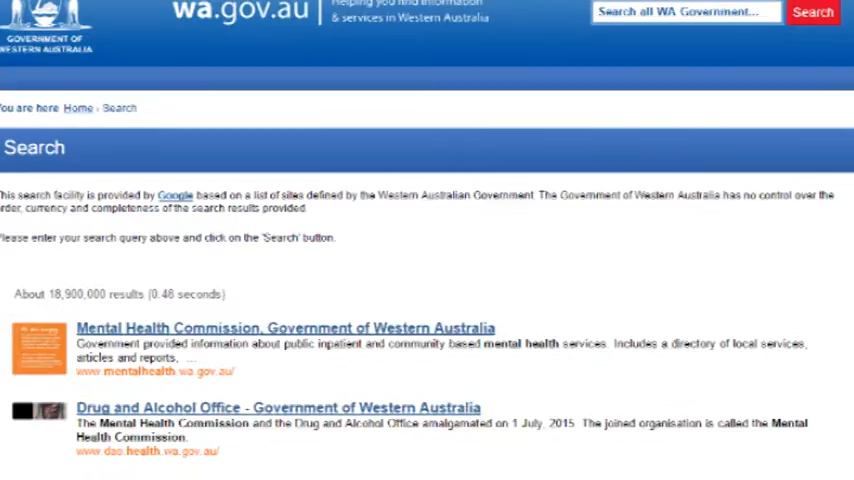 wa.gov.au
Helping you find information
& services in Western Australia
Search all WA Government...
Search
GOVERNMENT OF
WESTERN AUSTRALIA
You are here Home › Search
Search
This search facility is provided by Google based on a list of sites defined by the Western Australian Government. The Government of Western Australia has no control over the
order, currency and completeness of the search results provided.
Please enter your search query above and click on the 'Search' button.
About 18,900,000 results (0.46 seconds)
Mental Health Commission, Government of Western Australia
Government provided information about public inpatient and community based mental health services. Includes a directory of local services,
articles and reports, ...
www.mentalhealth.wa.gov.au/
Drug and Alcohol Office - Government of Western Australia
The Mental Health Commission and the Drug and Alcohol Office amalgamated on 1 July, 2015. The joined organisation is called the Mental
Health Commission.
www.dao.health.wa.gov.au/